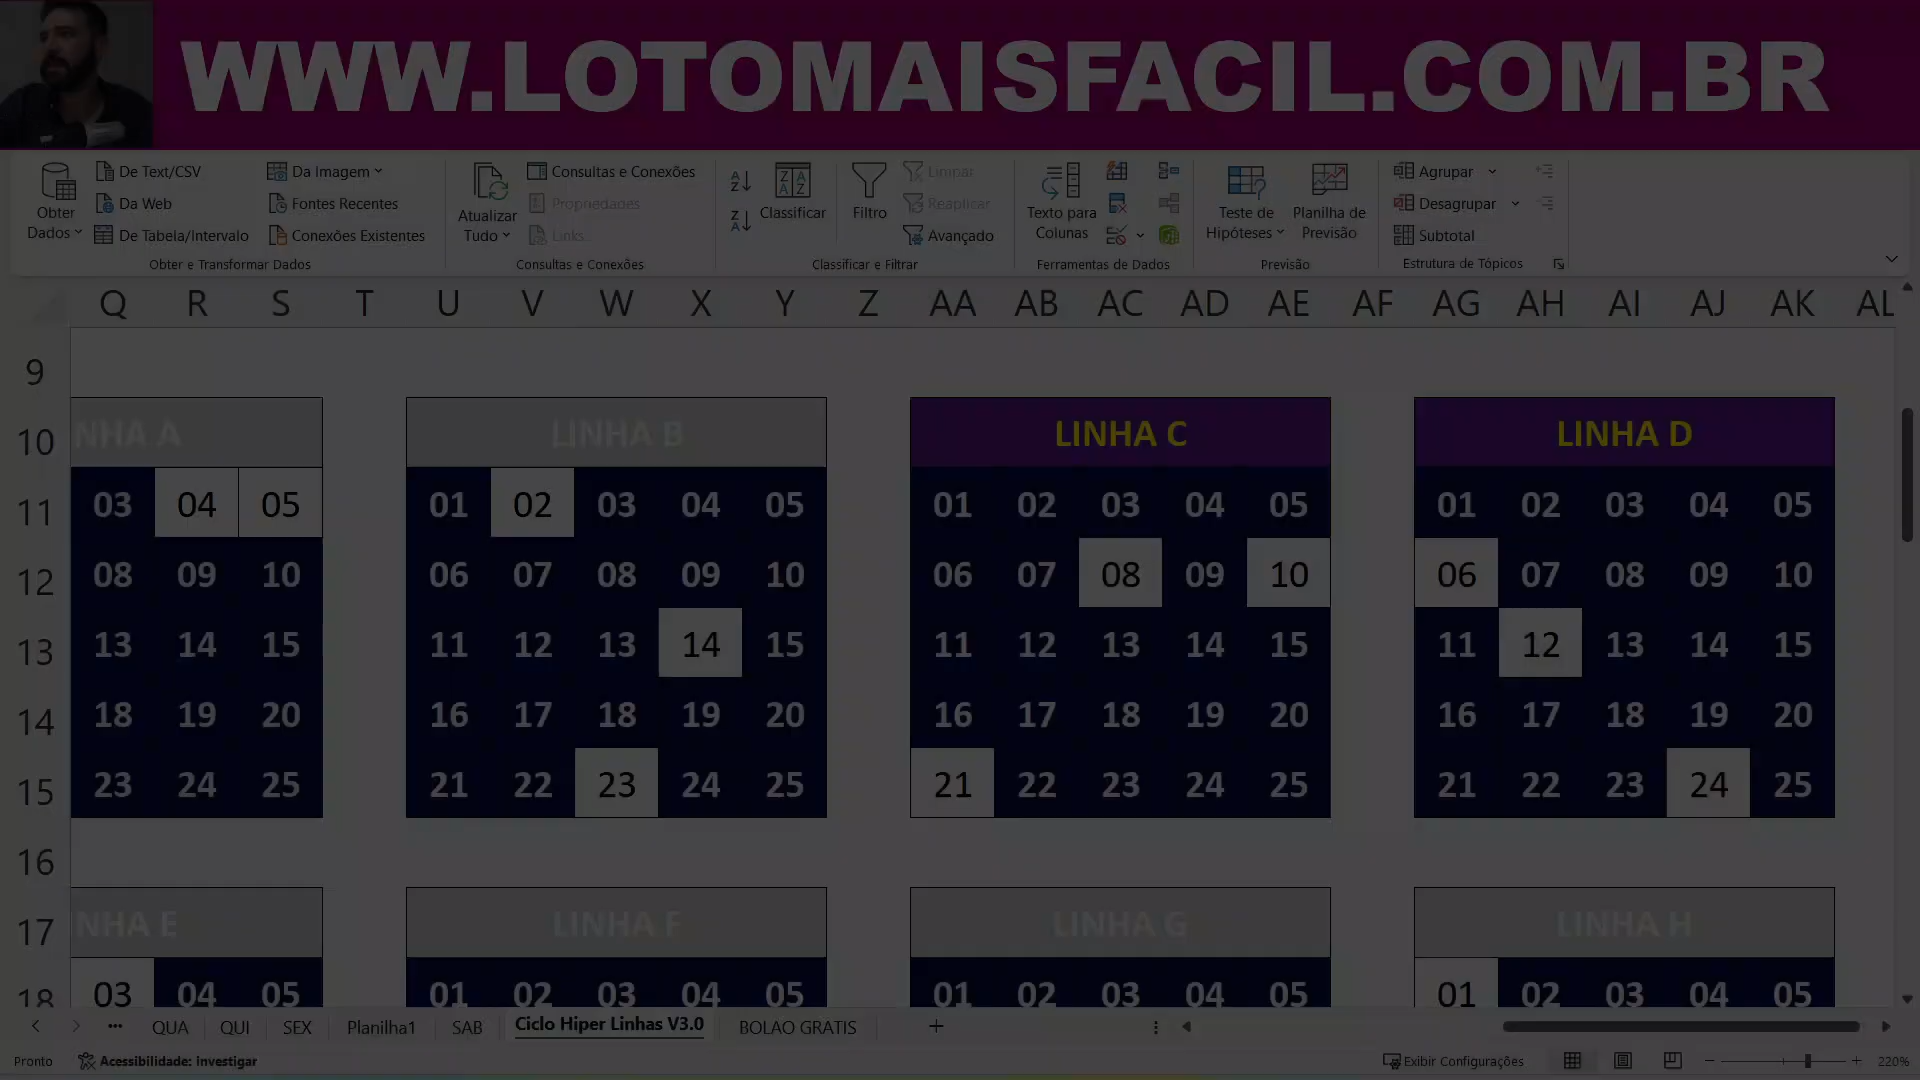 WWW.LOTOMAISFACIL.COM.BR
Obter Dados
De Text/CSV
Da Web
De Tabela/Intervalo
Da Imagem
Fontes Recentes
Conexões Existentes
Obter e Transformar Dados
Atualizar Tudo
Consultas e Conexões
Propriedades
Links
Consultas e Conexões
Classificar
Filtro
Limpar
Reaplicar
Avançado
Classificar e Filtrar
Texto para Colunas
Ferramentas de Dados
Teste de Hipóteses
Planilha de Previsão
Previsão
Agrupar
Desagrupar
Subtotal
Estrutura de Tópicos
Q R S T U V W X Y Z AA AB AC AD AE AF AG AH AI AJ AK AL
9
10 NHA A LINHA B LINHA C LINHA D
11 03 04 05 01 02 03 04 05 01 02 03 04 05 01 02 03 04 05
12 08 09 10 06 07 08 09 10 06 07 08 09 10 06 07 08 09 10
13 13 14 15 11 12 13 14 15 11 12 13 14 15 11 12 13 14 15
14 18 19 20 16 17 18 19 20 16 17 18 19 20 16 17 18 19 20
15 23 24 25 21 22 23 24 25 21 22 23 24 25 21 22 23 24 25
16
17 NHA E LINHA F LINHA G LINHA H
18 03 04 05 01 02 03 04 05 01 02 03 04 05 01 02 03 04 05
QUA QUI SEX Planilha1 SAB Ciclo Hiper Linhas V3.0 BOLAO GRATIS
Pronto Acessibilidade: Investigar Exibir Configurações 220%